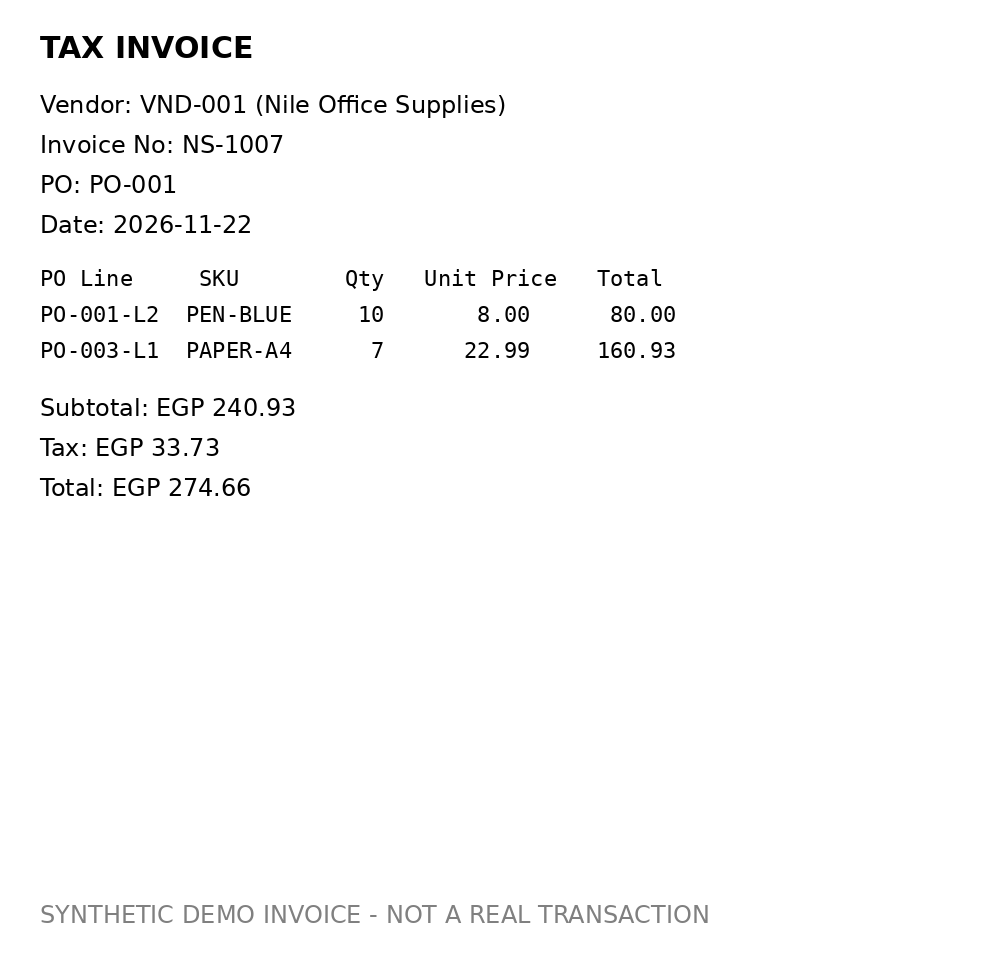 TAX INVOICE
Vendor: VND-001 (Nile Office Supplies)
Invoice No: NS-1007
PO: PO-001
Date: 2026-11-22
PO Line     SKU        Qty   Unit Price   Total
PO-001-L2  PEN-BLUE     10       8.00      80.00
PO-003-L1  PAPER-A4      7      22.99     160.93
Subtotal: EGP 240.93
Tax: EGP 33.73
Total: EGP 274.66
SYNTHETIC DEMO INVOICE - NOT A REAL TRANSACTION